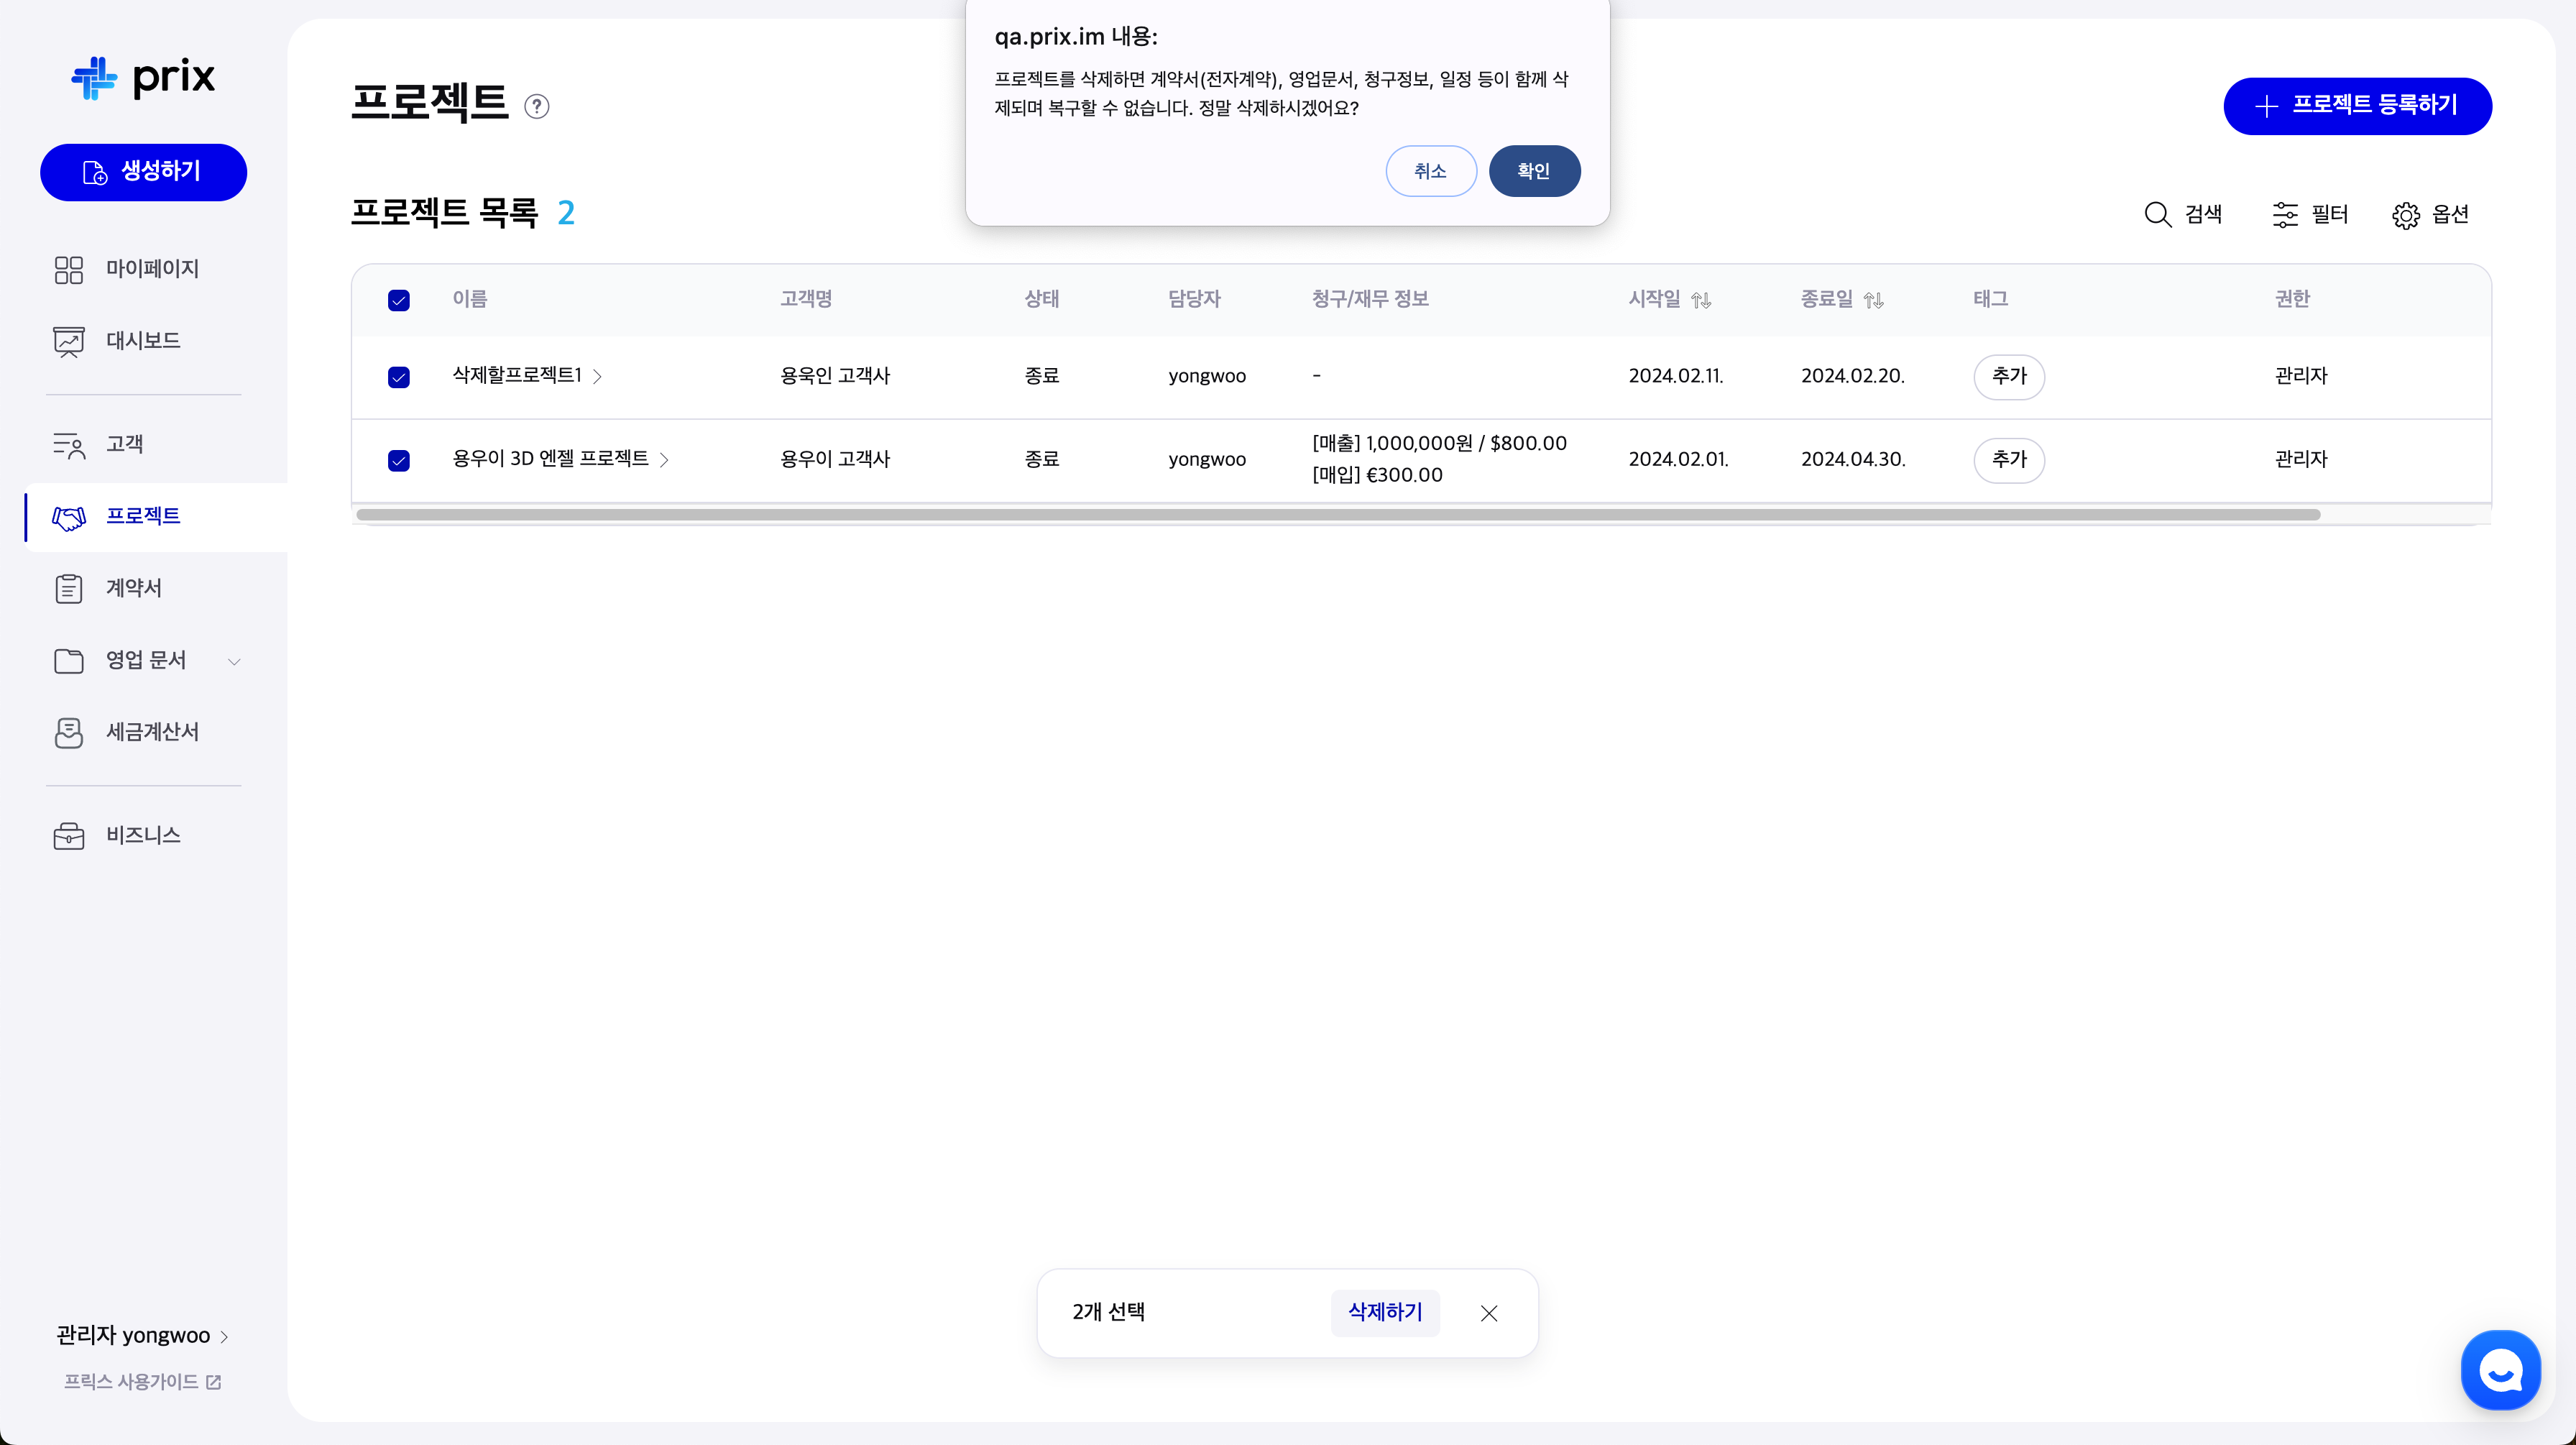 prix
생성하기
마이페이지
대시보드
고객
프로젝트
계약서
영업 문서
세금계산서
비즈니스
관리자 yongwoo
프릭스 사용가이드
프로젝트 ?
프로젝트 등록하기
qa.prix.im 내용:
프로젝트를 삭제하면 계약서(전자계약), 영업문서, 청구정보, 일정 등이 함께 삭
제되며 복구할 수 없습니다. 정말 삭제하시겠어요?
취소 확인
프로젝트 목록 2
검색 필터 옵션
이름 고객명 상태 담당자 청구/재무 정보 시작일 종료일 태그 권한
삭제할프로젝트1 용욱인 고객사 종료 yongwoo - 2024.02.11. 2024.02.20. 추가 관리자
용우이 3D 엔젤 프로젝트 용우이 고객사 종료 yongwoo [매출] 1,000,000원 / $800.00 2024.02.01. 2024.04.30. 추가 관리자
[매입] €300.00
2개 선택 삭제하기